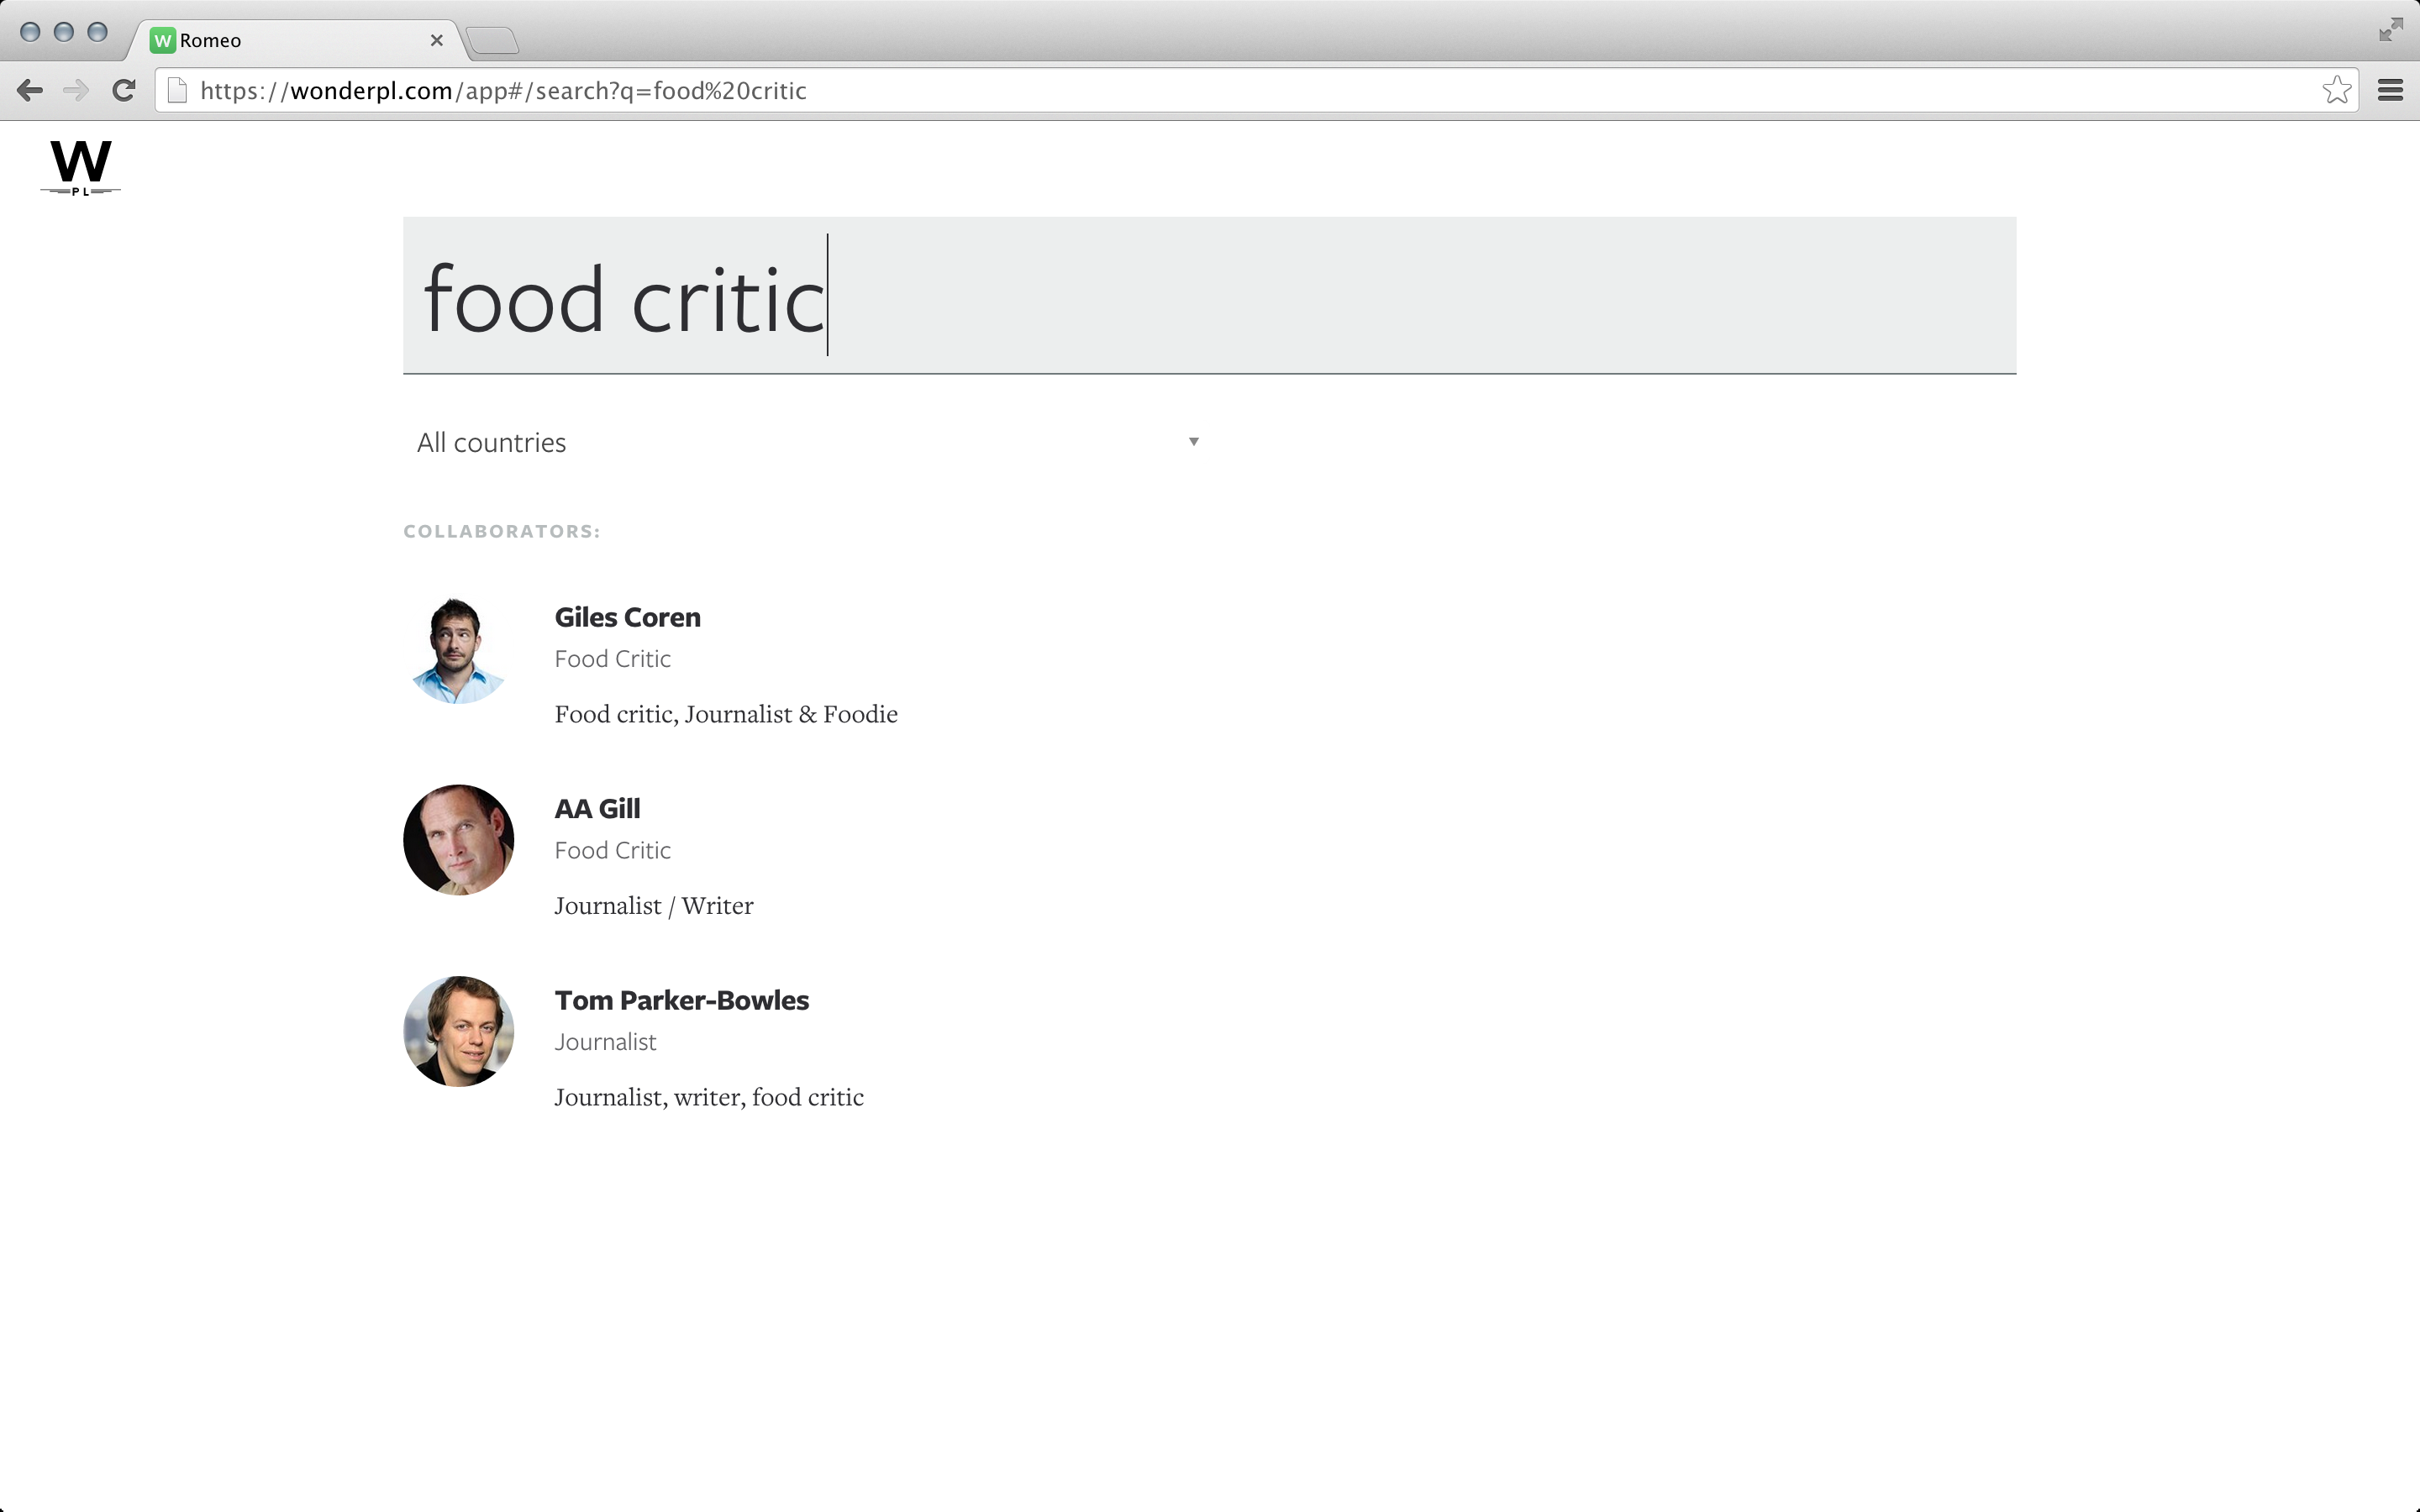 W Romeo
https://wonderpl.com/app#/search?q=food%20critic
W
PL
food critic
All countries
COLLABORATORS:
Giles Coren
Food Critic
Food critic, Journalist & Foodie
AA Gill
Food Critic
Journalist / Writer
Tom Parker-Bowles
Journalist
Journalist, writer, food critic